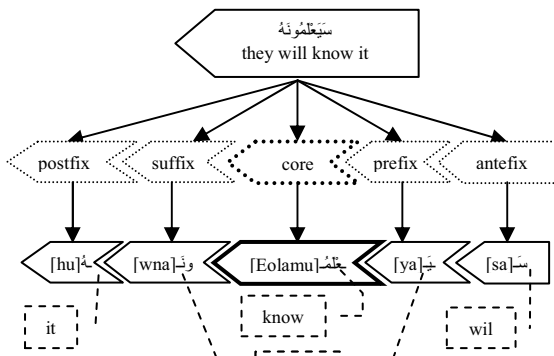 سَيَعْلَمُونَهُ
they will know it
postfix suffix core prefix antefix
[hu]ـهُ [wna]ونَـ [Eolamu]ـعْلَمُـ [ya]ـيَـ [sa]سَـ
it know wil